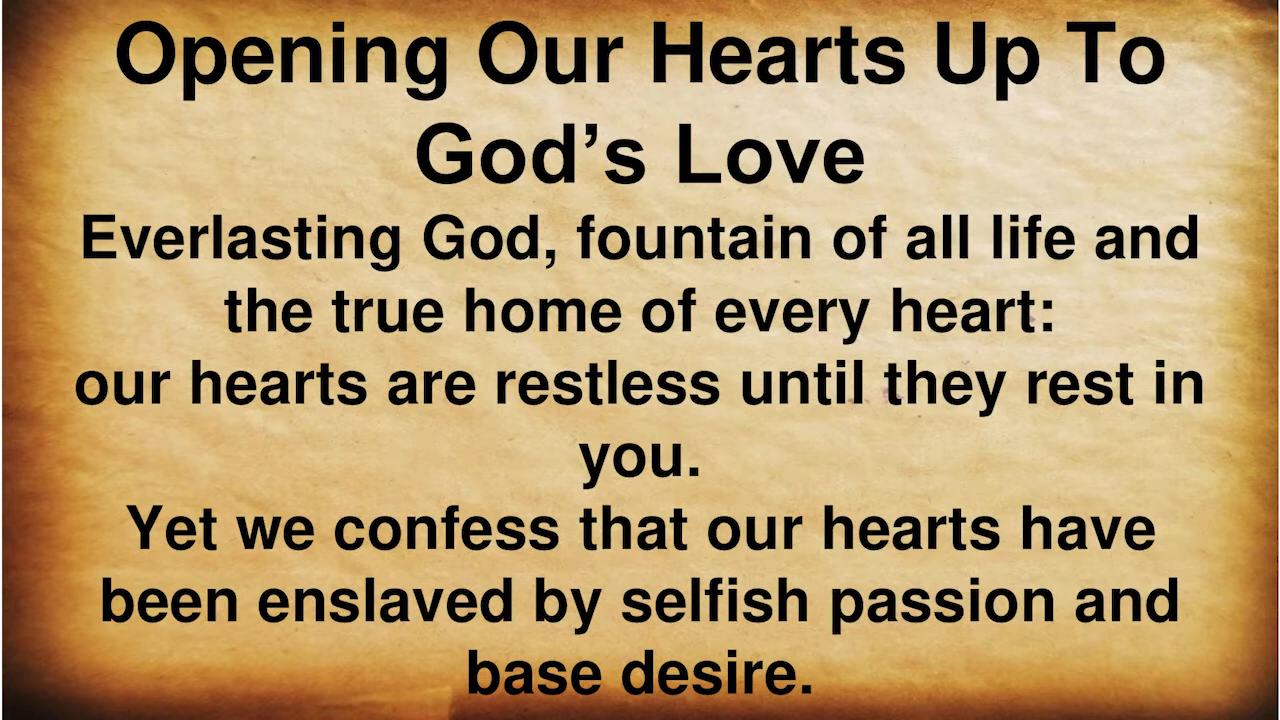 Opening Our Hearts Up To
God’s Love
Everlasting God, fountain of all life and
the true home of every heart:
our hearts are restless until they rest in
you.
Yet we confess that our hearts have
been enslaved by selfish passion and
base desire.